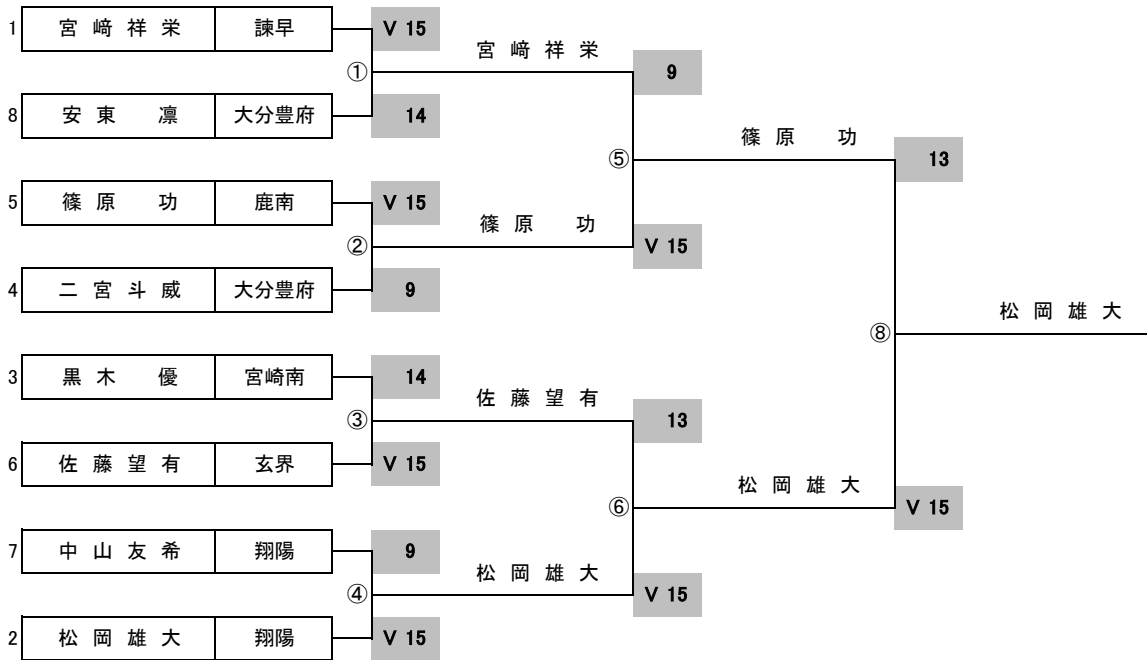 1 宮﨑祥栄 諫早 V 15
① 宮﨑祥栄 9
8 安東 凛 大分豊府 14
⑤ 篠原 功 13
5 篠原 功 鹿南 V 15
② 篠原 功 V 15
4 二宮斗威 大分豊府 9
⑧ 松岡雄大
3 黒木 優 宮崎南 14
③ 佐藤望有 13
6 佐藤望有 玄界 V 15
⑥ 松岡雄大 V 15
7 中山友希 翔陽 9
④ 松岡雄大 V 15
2 松岡雄大 翔陽 V 15